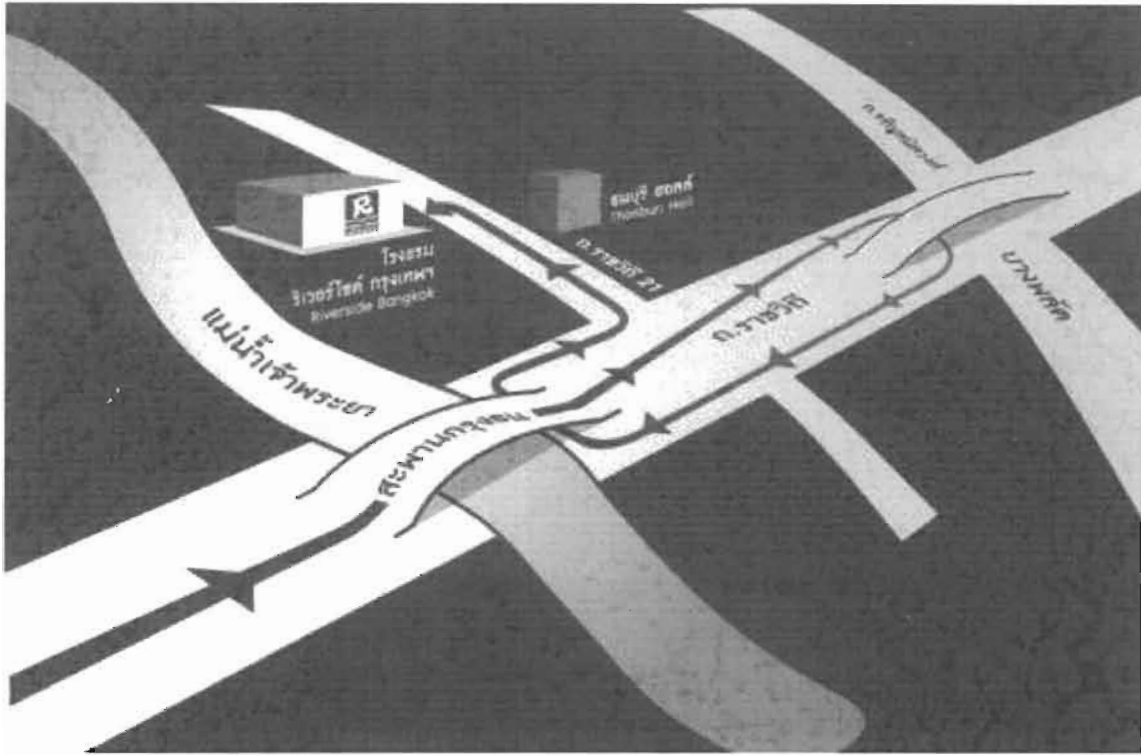 ถ.จรัญสนิทวงศ์
ธนบุรี ฮอลล์
Thonburi Hall
R
โรงแรม
ริเวอร์ไซด์ กรุงเทพฯ
Riverside Bangkok
ถ.ราชวิถี 21
บางพลัด
ถ.ราชวิถี
แม่น้ำเจ้าพระยา
สะพานกรุงธน